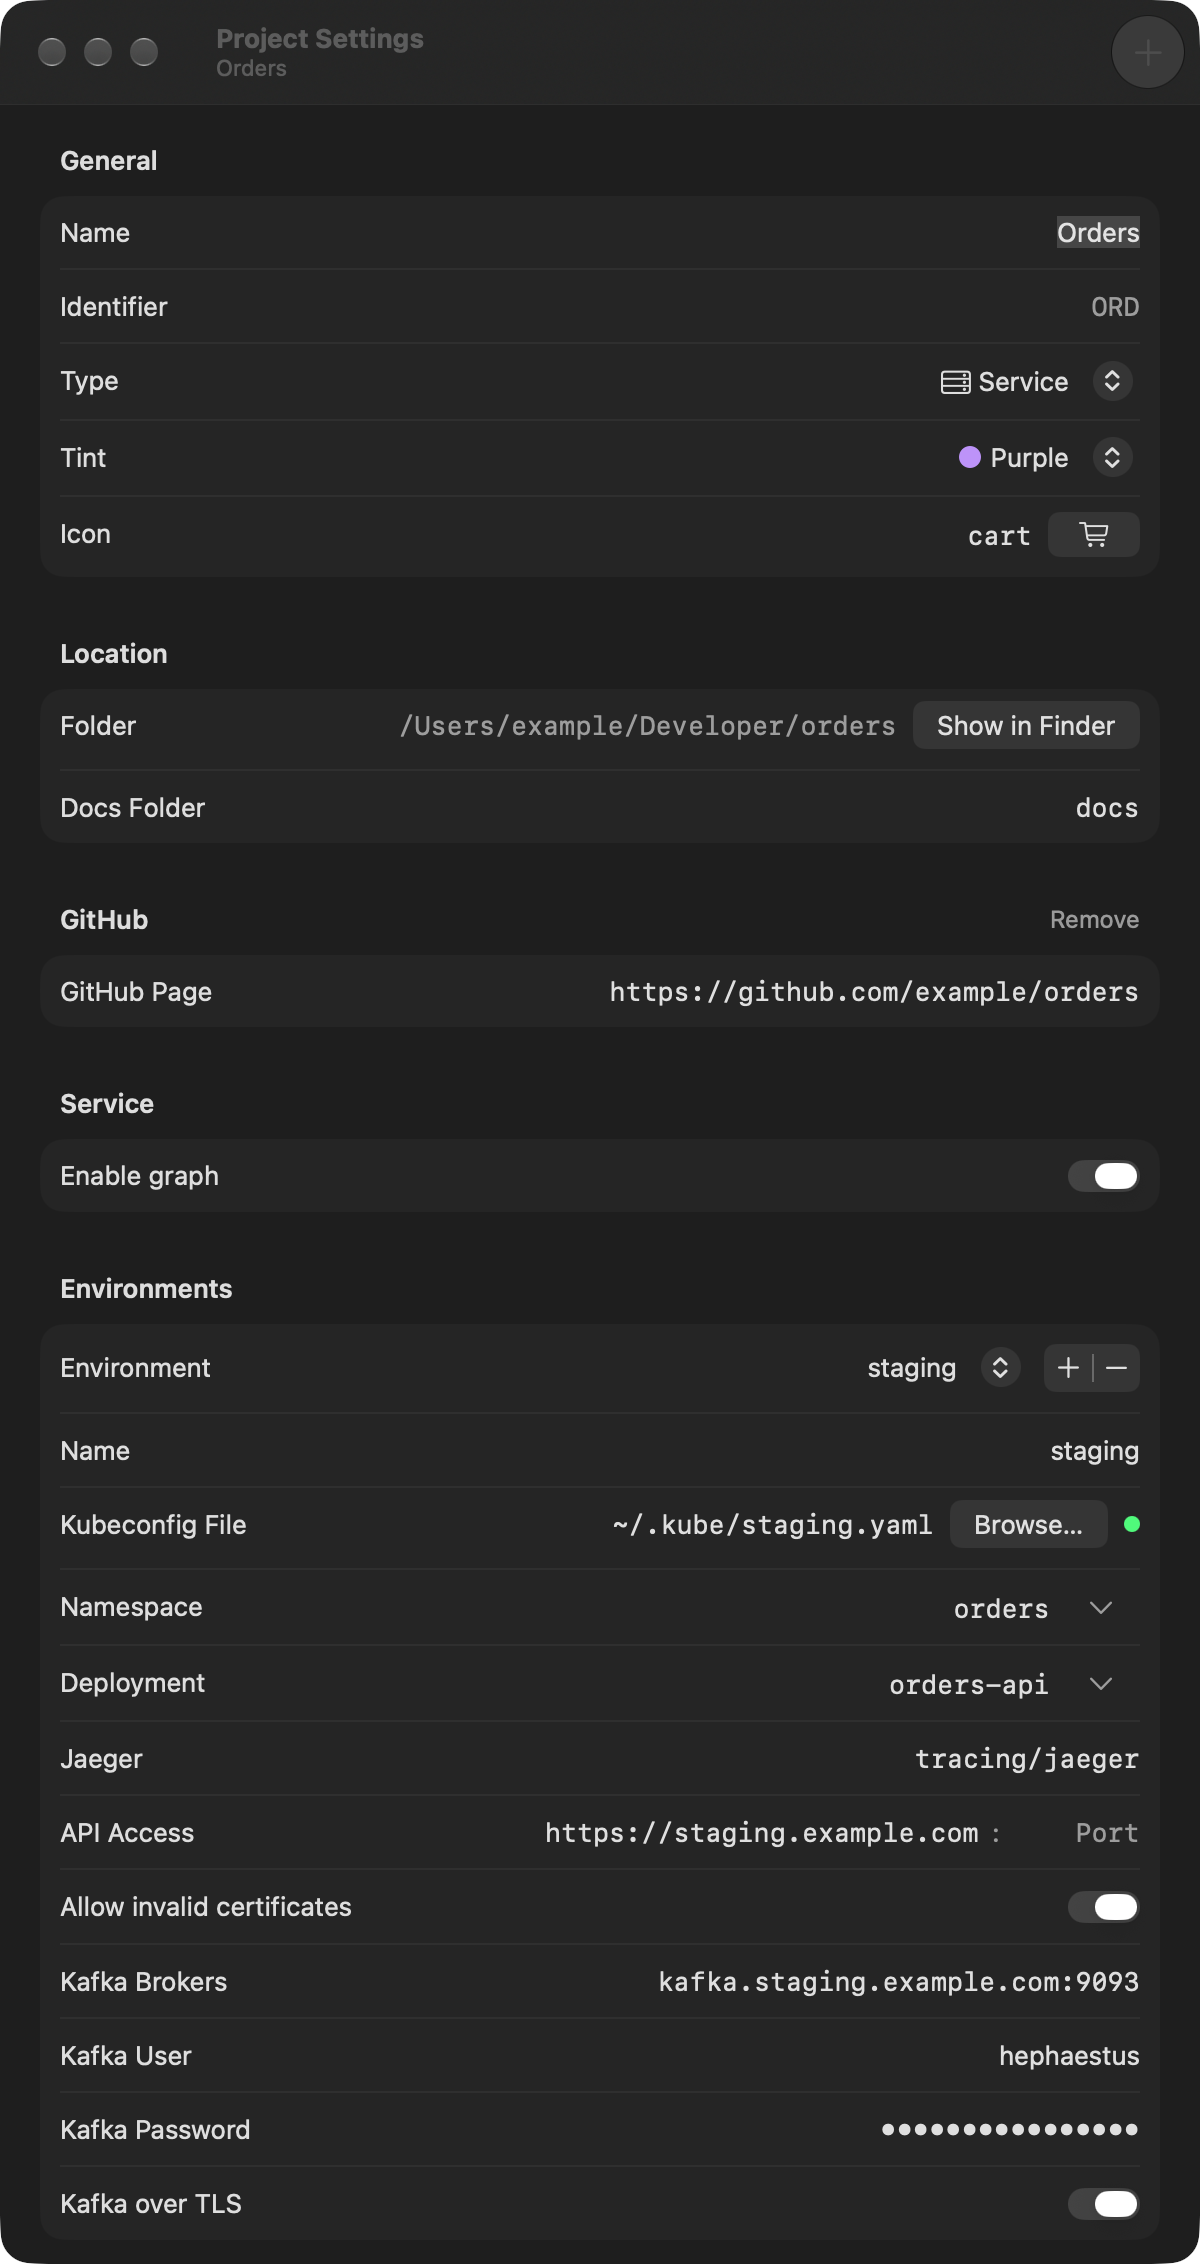 Project Settings
Orders
General
Name Orders
Identifier ORD
Type Service
Tint Purple
Icon cart
Location
Folder /Users/example/Developer/orders Show in Finder
Docs Folder docs
GitHub Remove
GitHub Page https://github.com/example/orders
Service
Enable graph
Environments
Environment staging
Name staging
Kubeconfig File ~/.kube/staging.yaml Browse...
Namespace orders
Deployment orders-api
Jaeger tracing/jaeger
API Access https://staging.example.com : Port
Allow invalid certificates
Kafka Brokers kafka.staging.example.com:9093
Kafka User hephaestus
Kafka Password ••••••••••••••••
Kafka over TLS